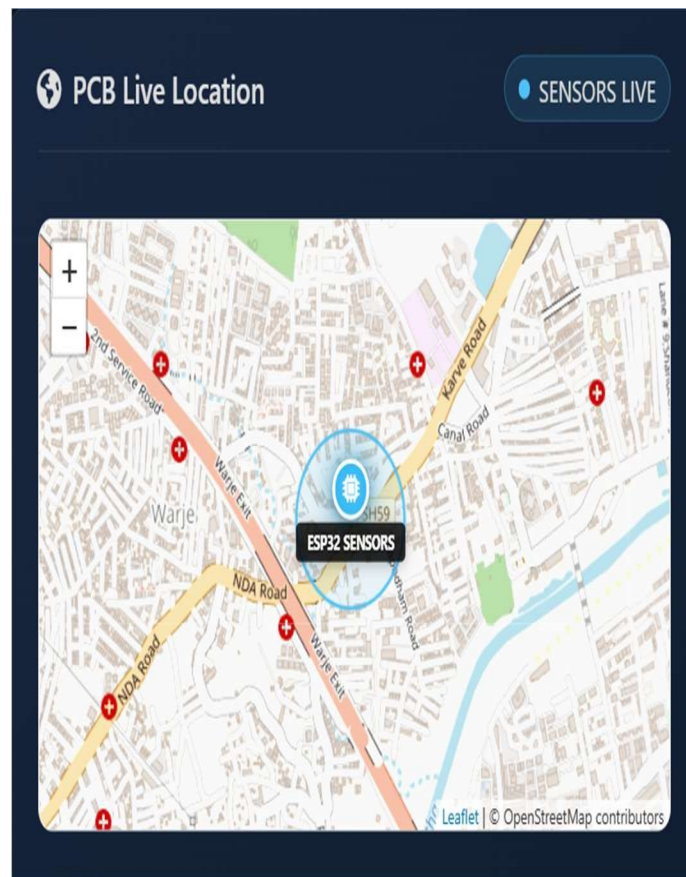 PCB Live Location
SENSORS LIVE
+
−
2nd Service Road
Karve Road
Canal Road
Warje Exit
Warje
SH59
ESP32 SENSORS
NDA Road
Warje Exit
NDA Road
Leaflet | © OpenStreetMap contributors